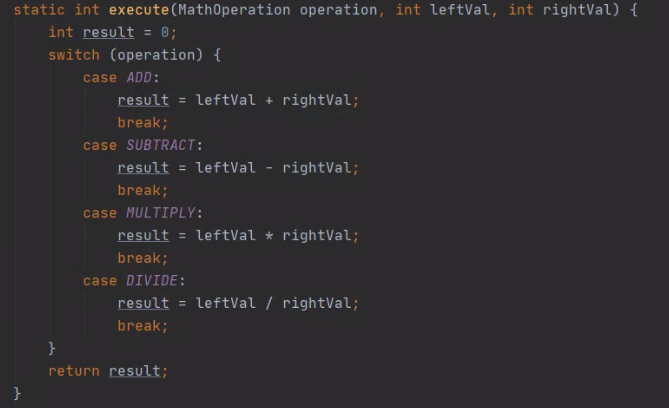 static int execute(MathOperation operation, int leftVal, int rightVal) {
    int result = 0;
    switch (operation) {
        case ADD:
            result = leftVal + rightVal;
            break;
        case SUBTRACT:
            result = leftVal - rightVal;
            break;
        case MULTIPLY:
            result = leftVal * rightVal;
            break;
        case DIVIDE:
            result = leftVal / rightVal;
            break;
    }
    return result;
}